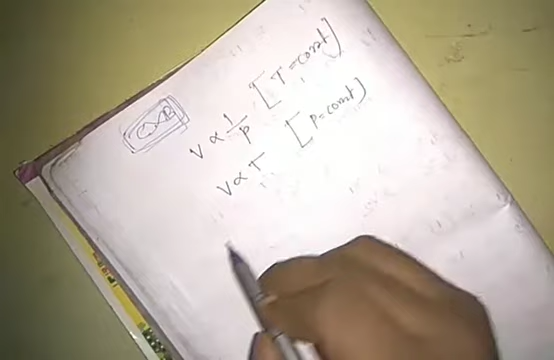 V ∝ 1/P [T = const]
V ∝ T [P = const]